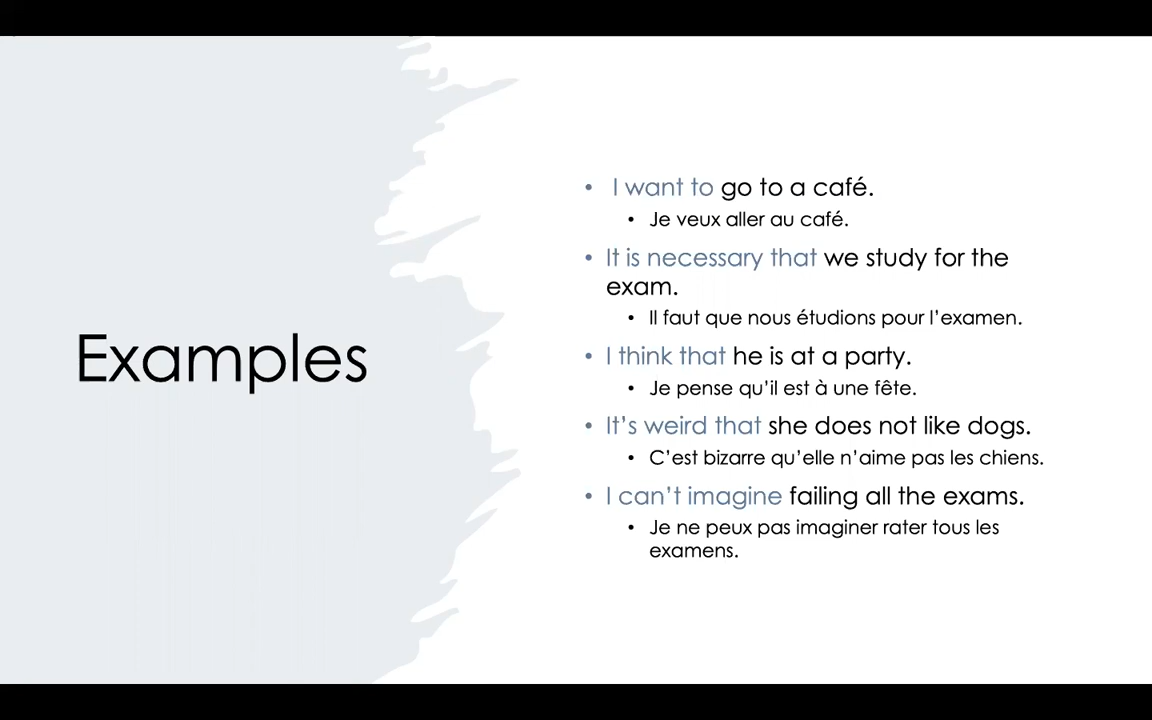 Examples
• I want to go to a café.
• Je veux aller au café.
• It is necessary that we study for the
exam.
• Il faut que nous étudions pour l’examen.
• I think that he is at a party.
• Je pense qu’il est à une fête.
• It’s weird that she does not like dogs.
• C’est bizarre qu’elle n’aime pas les chiens.
• I can’t imagine failing all the exams.
• Je ne peux pas imaginer rater tous les
examens.